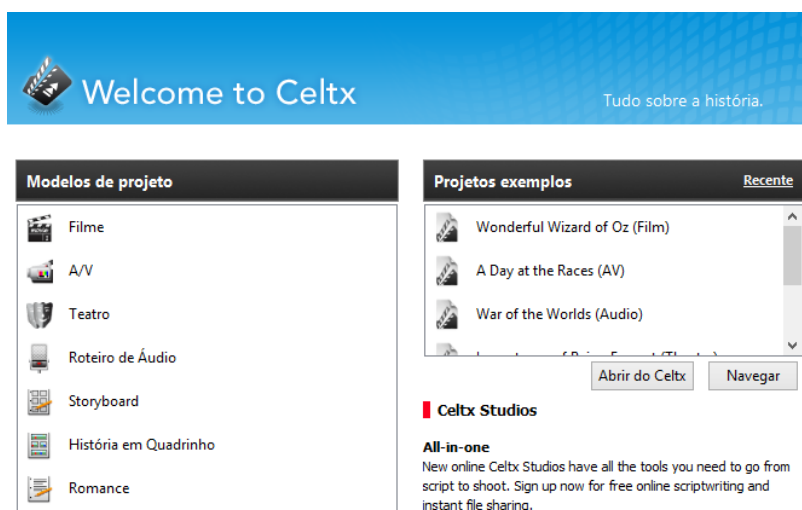 Welcome to Celtx
Tudo sobre a história.
Modelos de projeto
Filme
A/V
Teatro
Roteiro de Áudio
Storyboard
História em Quadrinho
Romance
Projetos exemplos
Recente
Wonderful Wizard of Oz (Film)
A Day at the Races (AV)
War of the Worlds (Audio)
Abrir do Celtx
Navegar
Celtx Studios
All-in-one
New online Celtx Studios have all the tools you need to go from
script to shoot. Sign up now for free online scriptwriting and
instant file sharing.